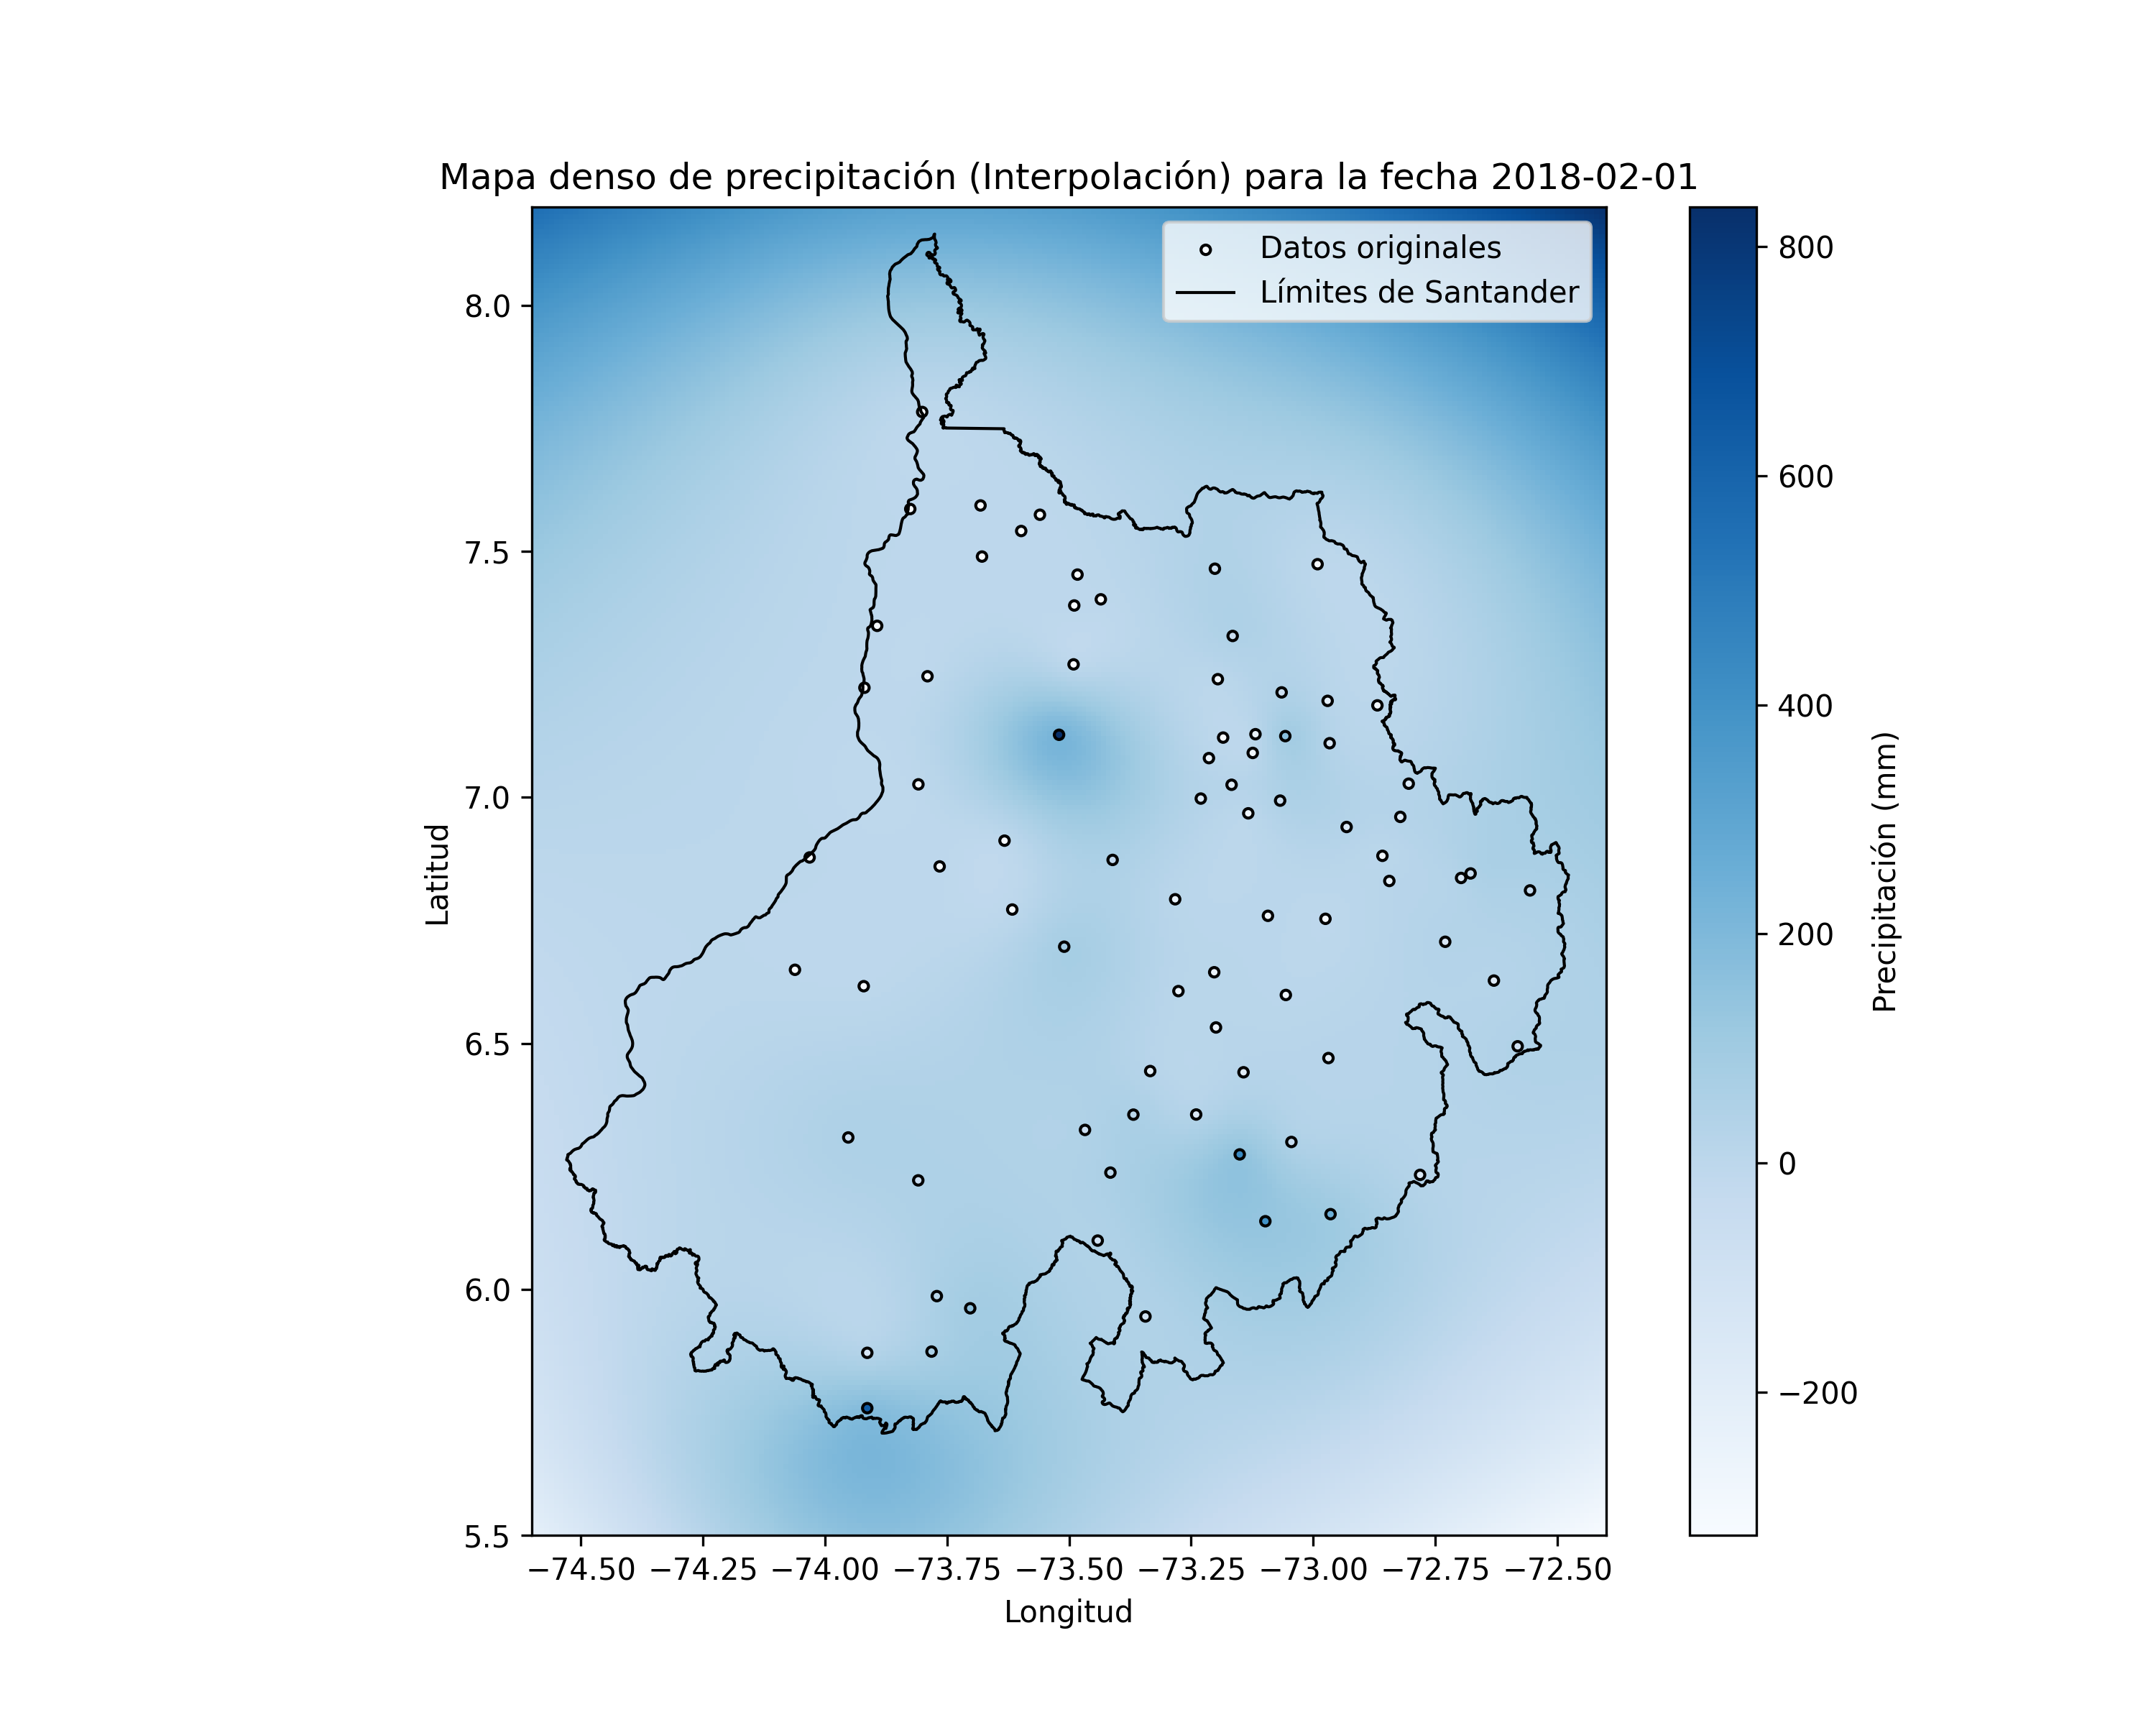 Mapa denso de precipitación (Interpolación) para la fecha 2018-02-01
Datos originales
Límites de Santander
8.0
7.5
7.0
6.5
6.0
5.5
Latitud
−74.50 −74.25 −74.00 −73.75 −73.50 −73.25 −73.00 −72.75 −72.50
Longitud
800
600
400
200
0
−200
Precipitación (mm)